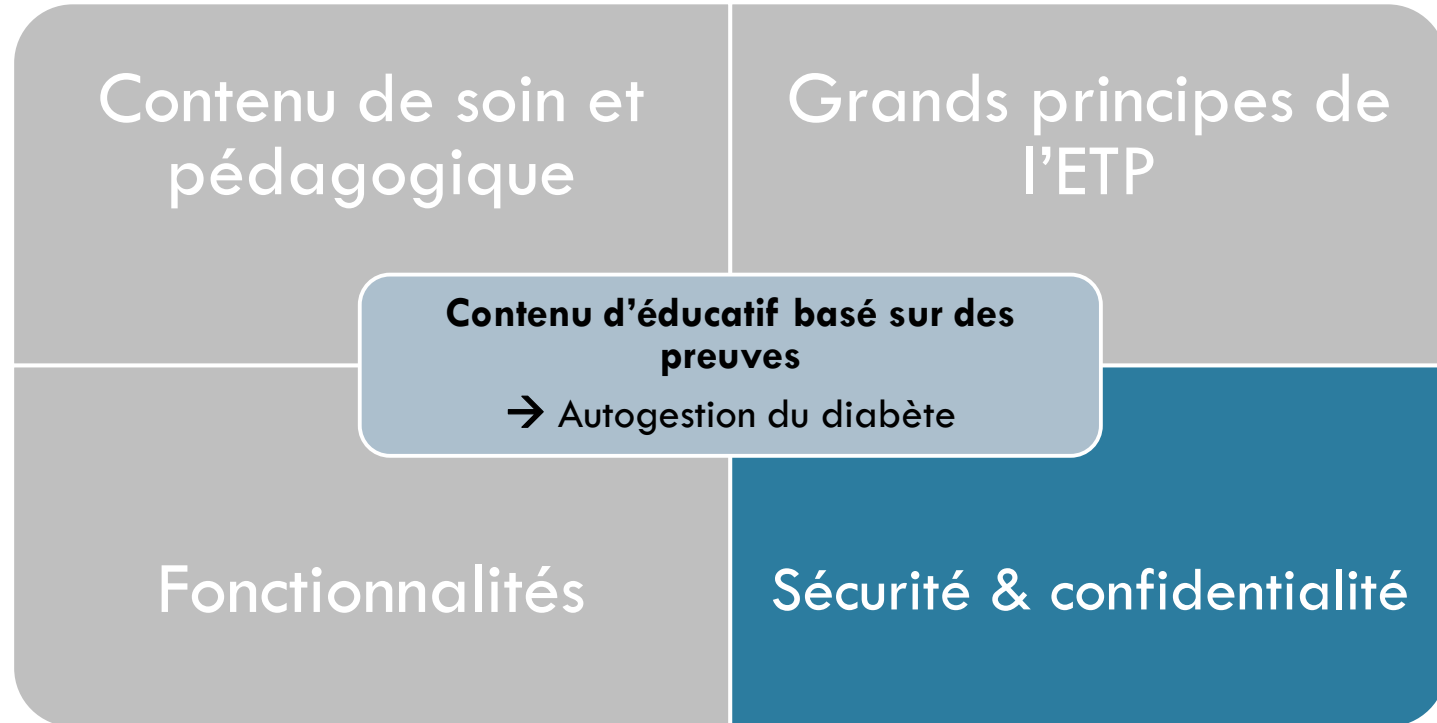 Contenu de soin et
pédagogique
Grands principes de
l’ETP
Contenu d’éducatif basé sur des
preuves
→ Autogestion du diabète
Fonctionnalités
Sécurité & confidentialité